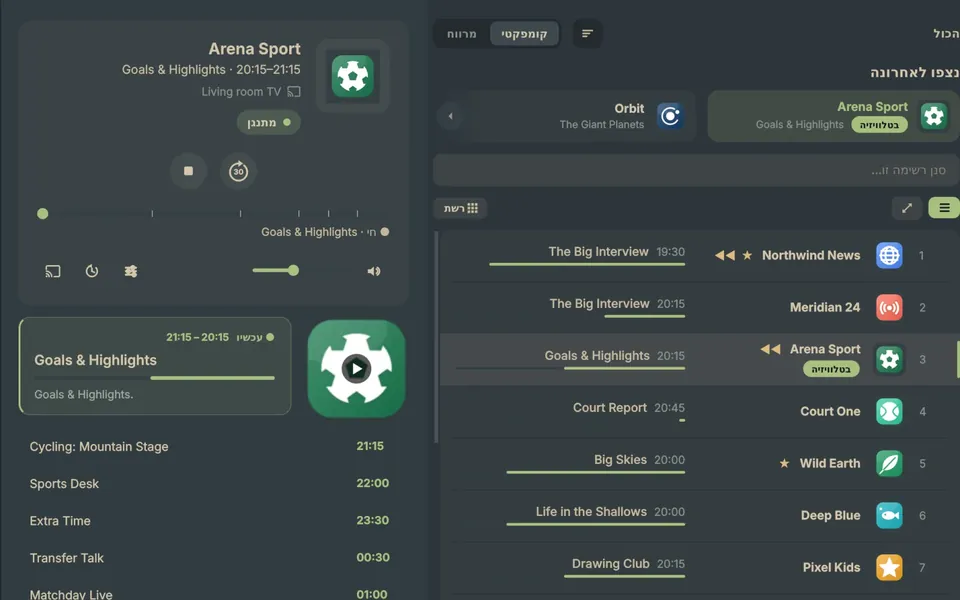 הכול
קומפקטי
מרווח
נצפו לאחרונה
Arena Sport
בטלוויזיה
Goals & Highlights
Orbit
The Giant Planets
סנן רשימה זו...
רשת
1
Northwind News
19:30
The Big Interview
2
Meridian 24
20:15
The Big Interview
3
Arena Sport
בטלוויזיה
20:15
Goals & Highlights
4
Court One
20:45
Court Report
5
Wild Earth
20:00
Big Skies
6
Deep Blue
20:00
Life in the Shallows
7
Pixel Kids
20:15
Drawing Club
Arena Sport
Goals & Highlights · 20:15–21:15
Living room TV
מתנגן
30
חי · Goals & Highlights
עכשיו 20:15 – 21:15
Goals & Highlights
Goals & Highlights.
Cycling: Mountain Stage 21:15
Sports Desk 22:00
Extra Time 23:30
Transfer Talk 00:30
Matchday Live 01:00